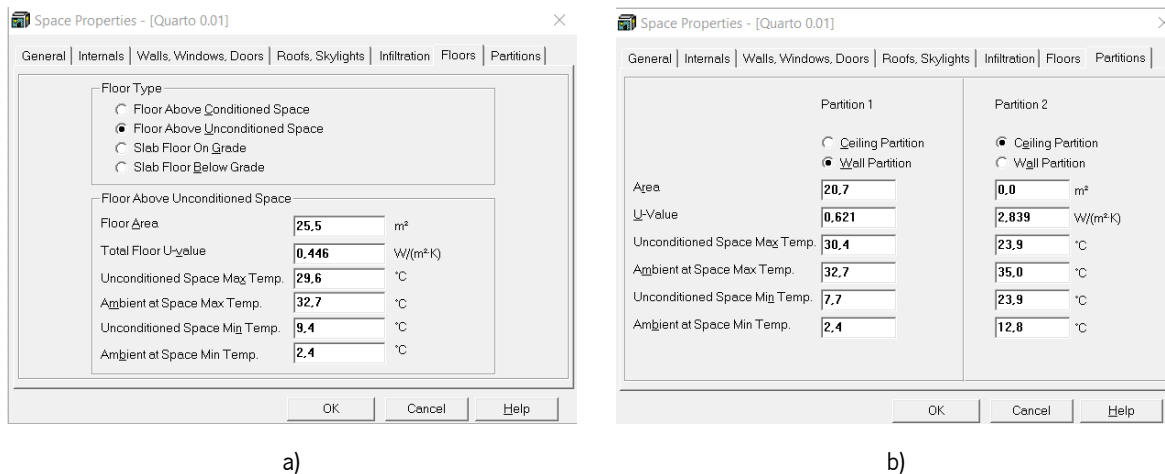 Space Properties - [Quarto 0.01]
General Internals Walls, Windows, Doors Roofs, Skylights Infiltration Floors Partitions
Floor Type
Floor Above Conditioned Space
Floor Above Unconditioned Space
Slab Floor On Grade
Slab Floor Below Grade
Floor Above Unconditioned Space
Floor Area 25,5 m²
Total Floor U-value 0,446 W/(m²·K)
Unconditioned Space Max Temp. 29,6 °C
Ambient at Space Max Temp. 32,7 °C
Unconditioned Space Min Temp. 9,4 °C
Ambient at Space Min Temp. 2,4 °C
OK Cancel Help
a)
Space Properties - [Quarto 0.01]
General Internals Walls, Windows, Doors Roofs, Skylights Infiltration Floors Partitions
Partition 1 Partition 2
Ceiling Partition Ceiling Partition
Wall Partition Wall Partition
Area 20,7 0,0 m²
U-Value 0,621 2,839 W/(m²·K)
Unconditioned Space Max Temp. 30,4 23,9 °C
Ambient at Space Max Temp. 32,7 35,0 °C
Unconditioned Space Min Temp. 7,7 23,9 °C
Ambient at Space Min Temp. 2,4 12,8 °C
OK Cancel Help
b)